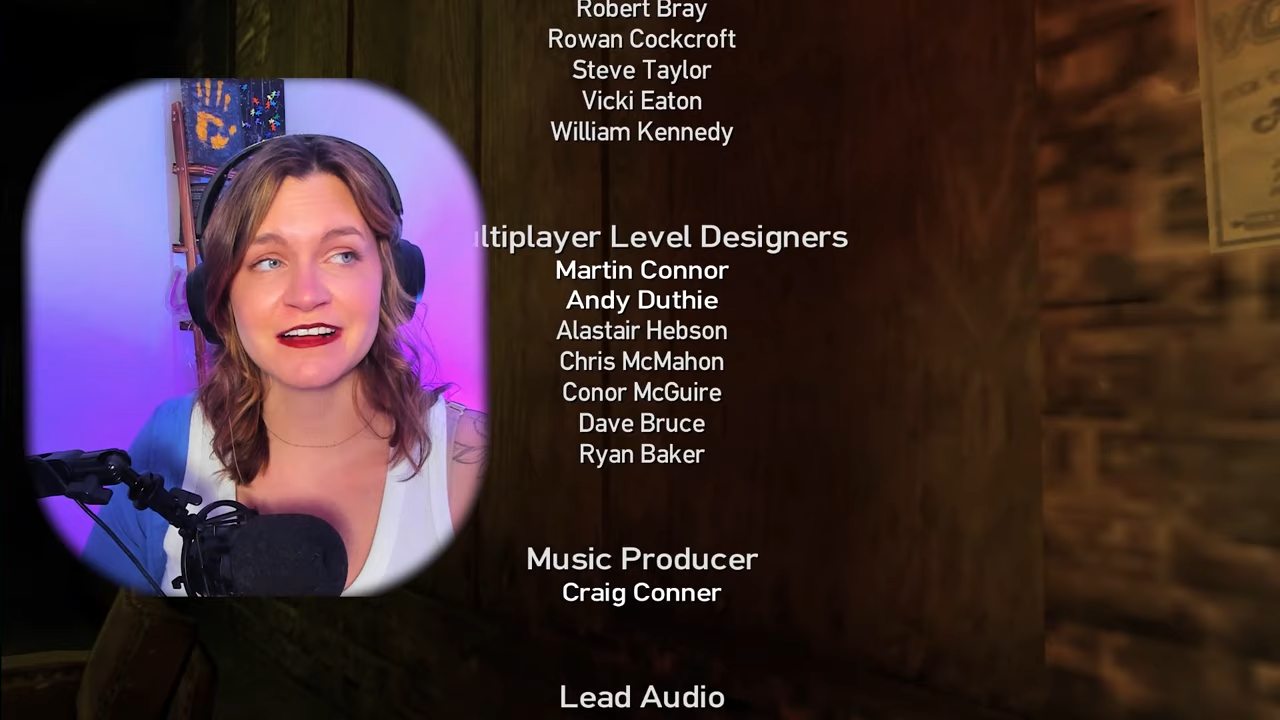 Robert Bray
Rowan Cockcroft
Steve Taylor
Vicki Eaton
William Kennedy
ltiplayer Level Designers
Martin Connor
Andy Duthie
Alastair Hebson
Chris McMahon
Conor McGuire
Dave Bruce
Ryan Baker
Music Producer
Craig Conner
Lead Audio